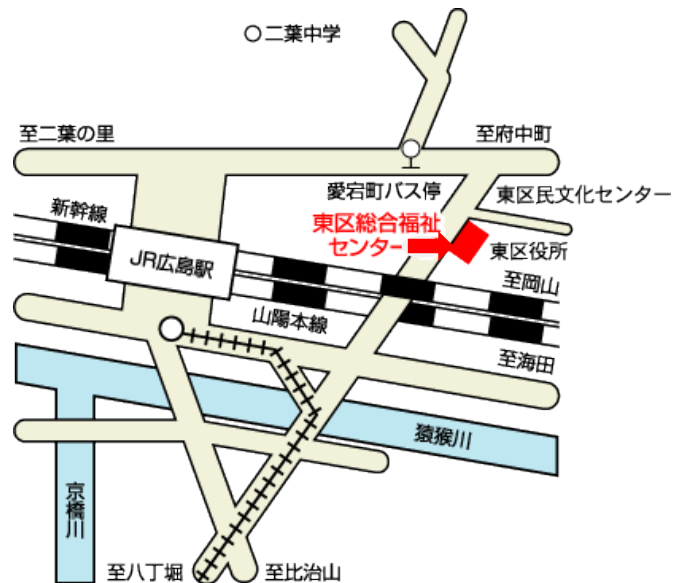 二葉中学
至二葉の里
至府中町
愛宕町バス停
東区民文化センター
新幹線
東区総合福祉
センター
東区役所
JR広島駅
至岡山
山陽本線
至海田
猿猴川
京橋川
至八丁堀
至比治山